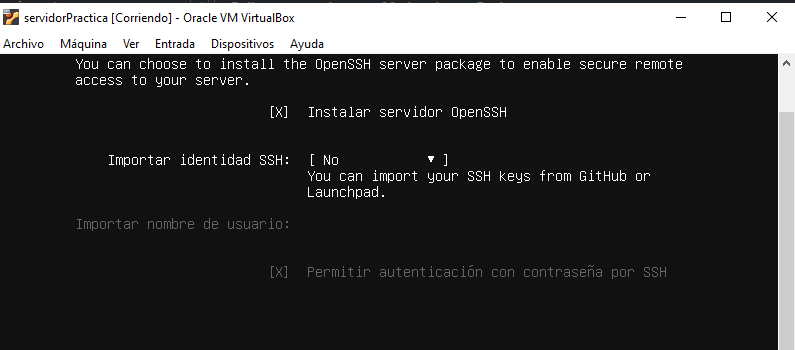 servidorPractica [Corriendo] - Oracle VM VirtualBox
Archivo Máquina Ver Entrada Dispositivos Ayuda
You can choose to install the OpenSSH server package to enable secure remote
access to your server.
[X] Instalar servidor OpenSSH
Importar identidad SSH: [ No ▾ ]
You can import your SSH keys from GitHub or
Launchpad.
Importar nombre de usuario:
[X] Permitir autenticación con contraseña por SSH